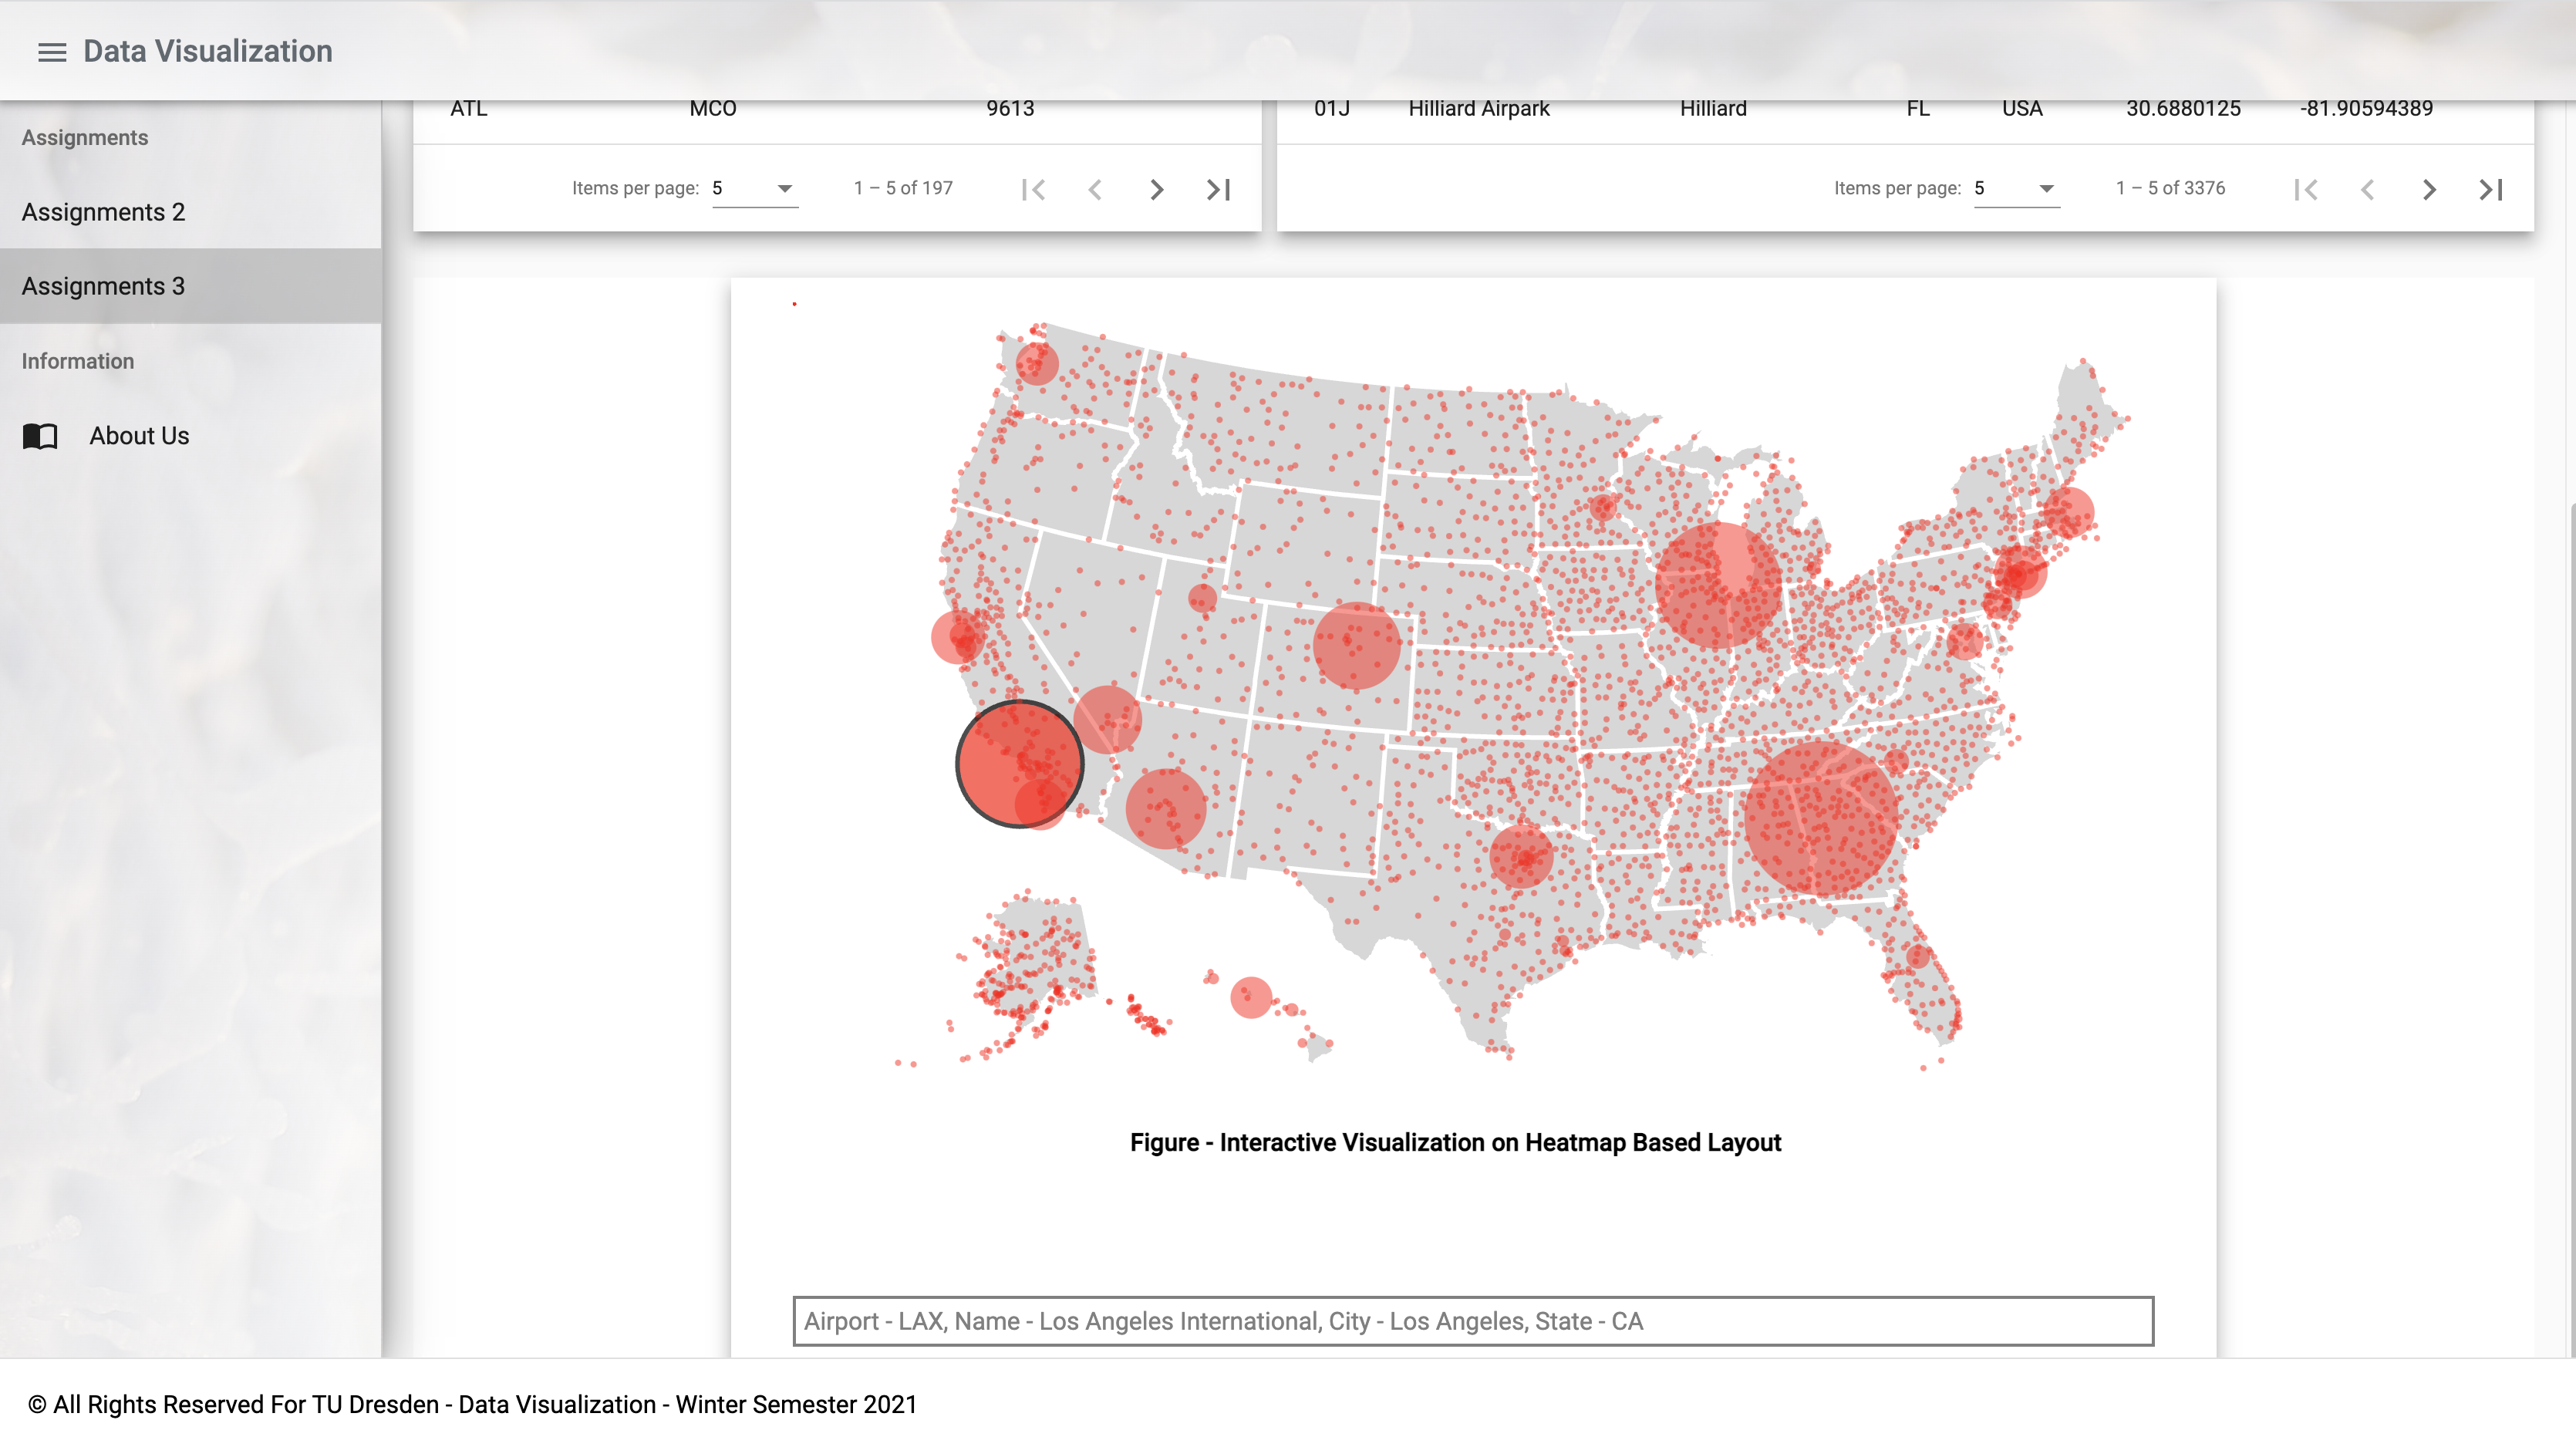 Data Visualization
Assignments
Assignments 2
Assignments 3
Information
About Us
ATL MCO 9613
Items per page: 5 1 – 5 of 197
01J Hilliard Airpark Hilliard FL USA 30.6880125 -81.90594389
Items per page: 5 1 – 5 of 3376
Figure - Interactive Visualization on Heatmap Based Layout
Airport - LAX, Name - Los Angeles International, City - Los Angeles, State - CA
© All Rights Reserved For TU Dresden - Data Visualization - Winter Semester 2021